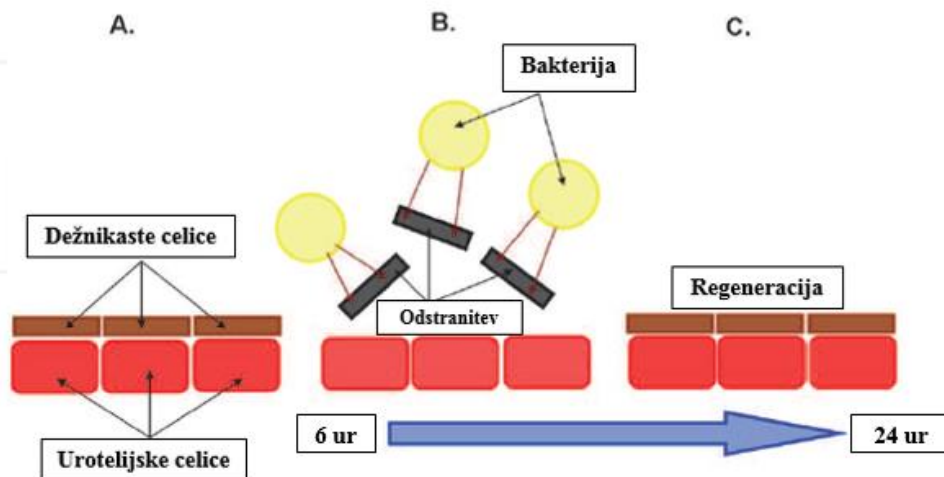 A.
B.
C.
Bakterija
Dežnikaste celice
Odstranitev
Regeneracija
Urotelijske celice
6 ur
24 ur